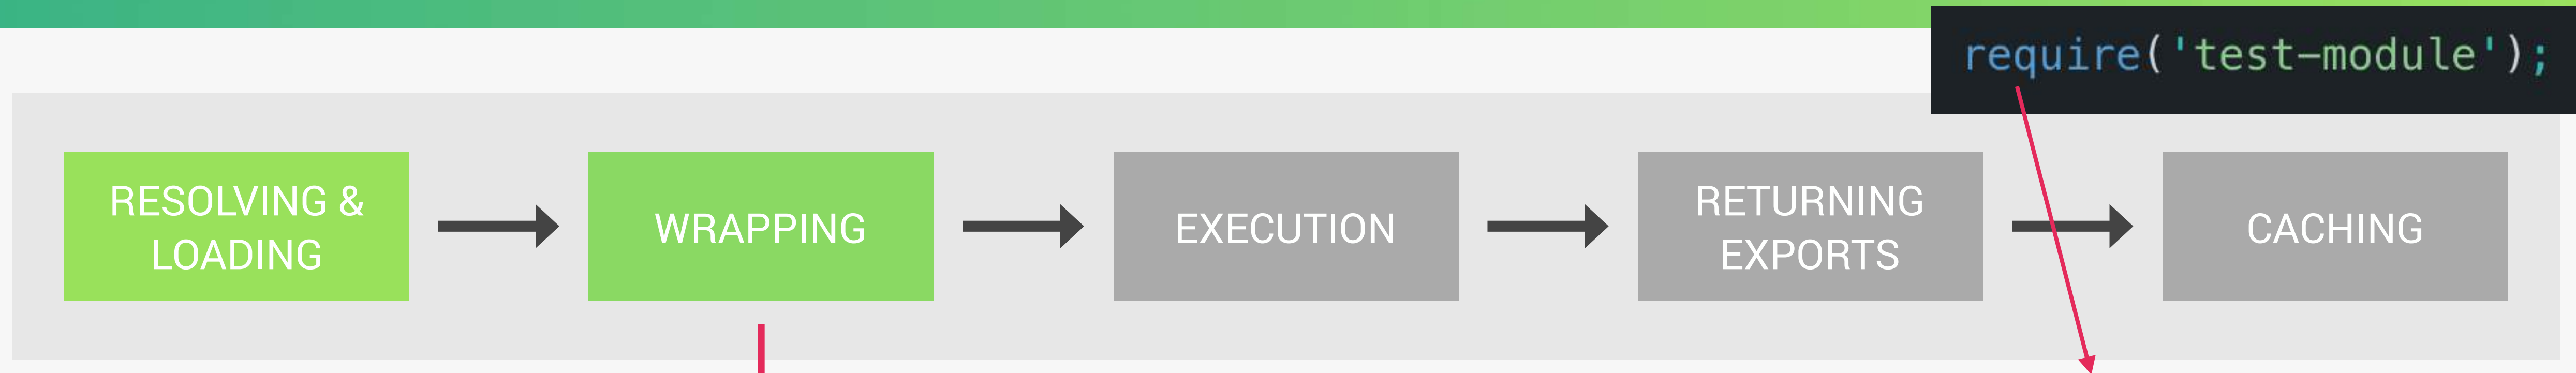 require('test-module');
RESOLVING &
LOADING
WRAPPING
EXECUTION
RETURNING
EXPORTS
CACHING